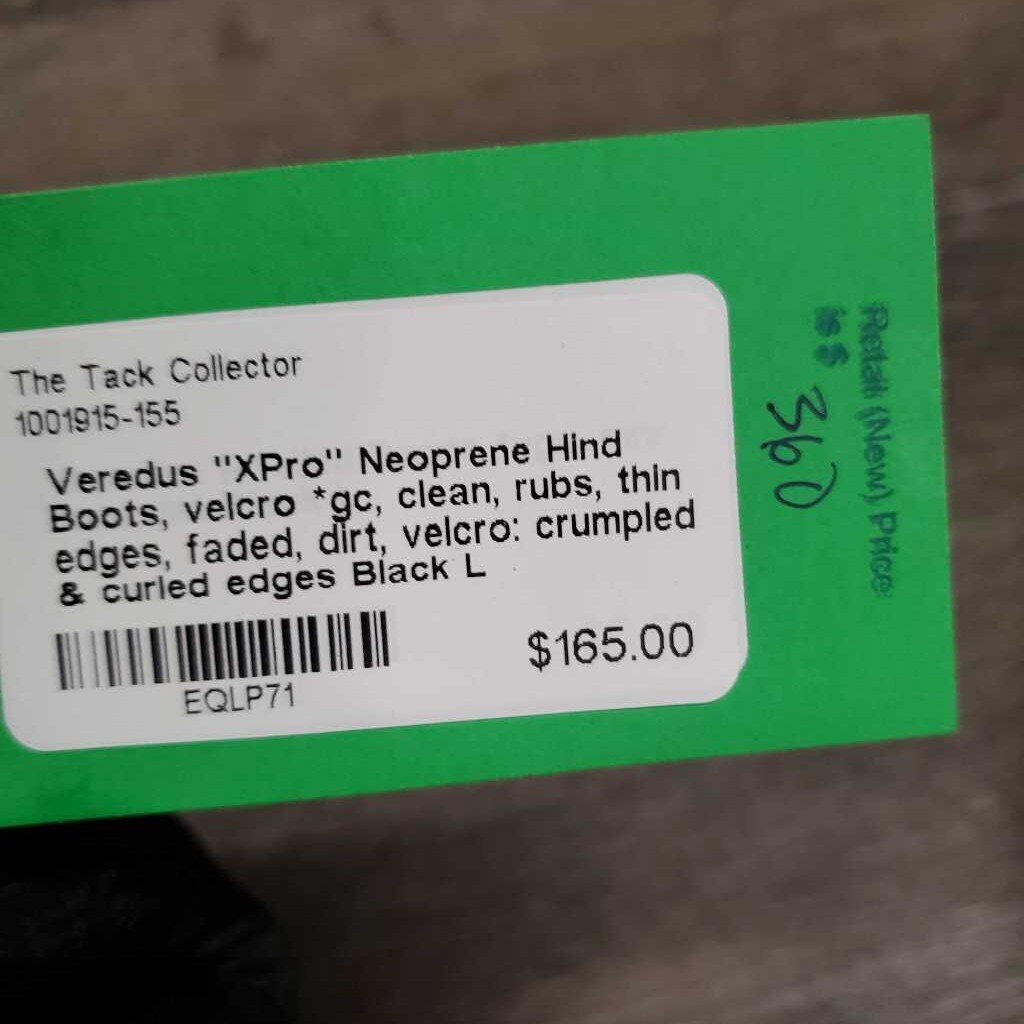 The Tack Collector
1001915-155
Veredus "XPro" Neoprene Hind
Boots, velcro *gc, clean, rubs, thin
edges, faded, dirt, velcro: crumpled
& curled edges Black L
EQLP71
$165.00
Retail (New) Price
is $ 360